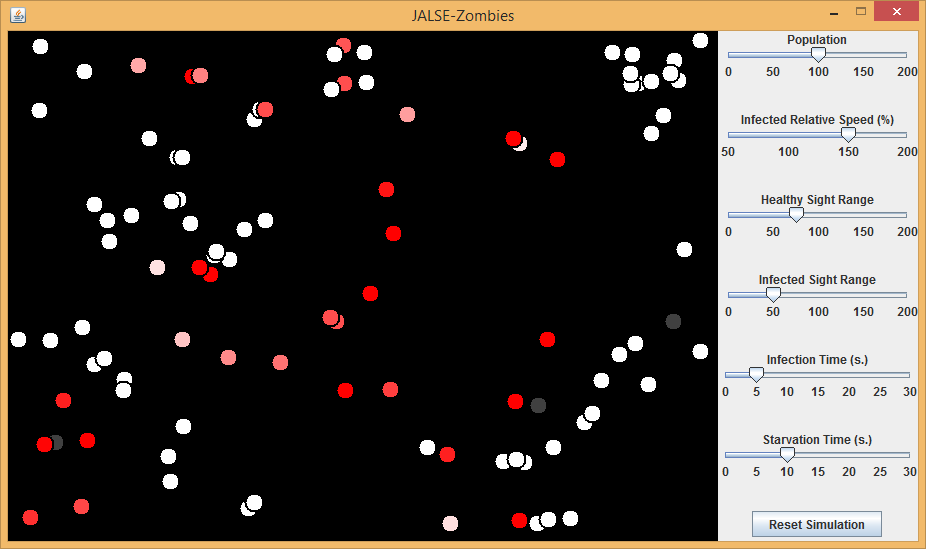 JALSE-Zombies
Population
0 50 100 150 200
Infected Relative Speed (%)
50 100 150 200
Healthy Sight Range
0 50 100 150 200
Infected Sight Range
0 50 100 150 200
Infection Time (s.)
0 5 10 15 20 25 30
Starvation Time (s.)
0 5 10 15 20 25 30
Reset Simulation